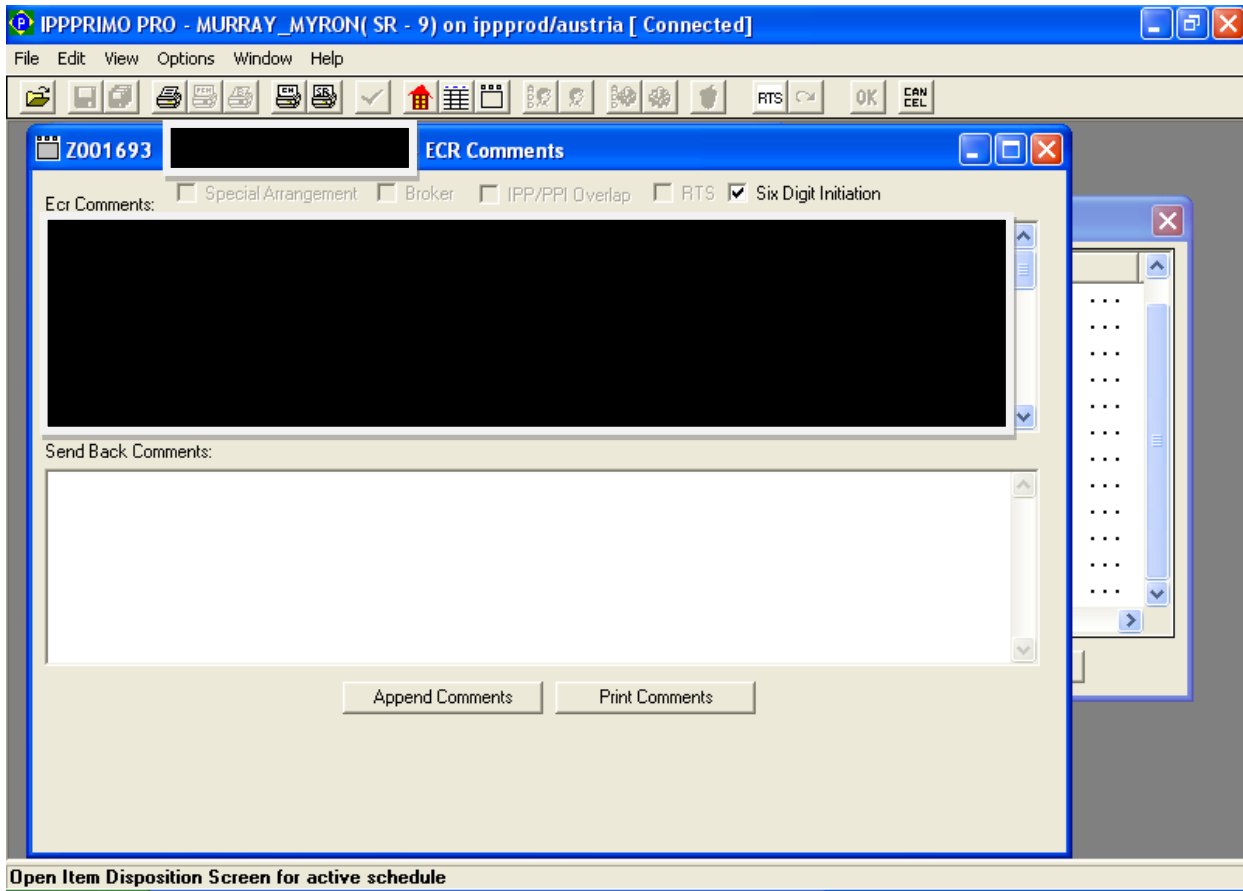 IPPPRIMO PRO - MURRAY_MYRON( SR - 9) on ippprod/austria [ Connected]
File Edit View Options Window Help
RTS OK CAN CEL
Z001693 ECR Comments
Ecr Comments: Special Arrangement Broker IPP/PPI Overlap RTS Six Digit Initiation
Send Back Comments:
Append Comments Print Comments
Open Item Disposition Screen for active schedule